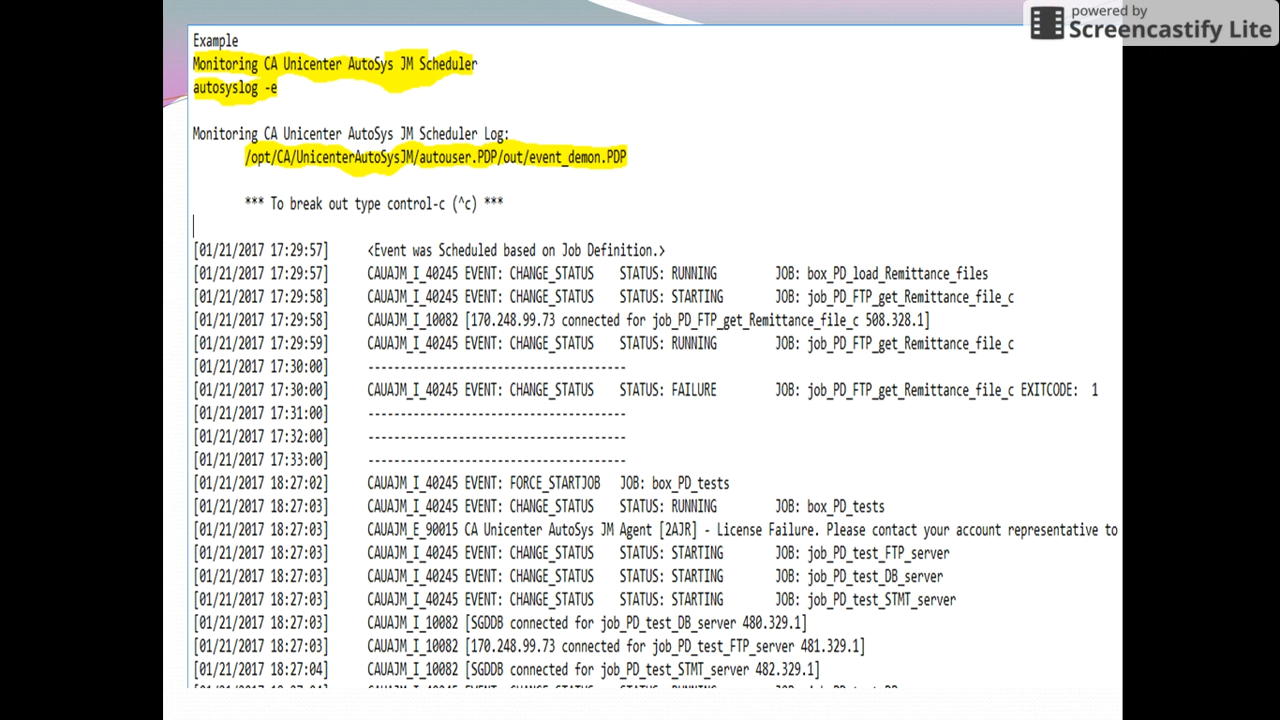 powered by
Screencastify Lite
Example
Monitoring CA Unicenter AutoSys JM Scheduler
autosyslog -e
Monitoring CA Unicenter AutoSys JM Scheduler Log:
/opt/CA/UnicenterAutoSysJM/autouser.PDP/out/event_demon.PDP
*** To break out type control-c (^c) ***
[01/21/2017 17:29:57] <Event was Scheduled based on Job Definition.>
[01/21/2017 17:29:57] CAUAJM_I_40245 EVENT: CHANGE_STATUS STATUS: RUNNING JOB: box_PD_load_Remittance_files
[01/21/2017 17:29:58] CAUAJM_I_40245 EVENT: CHANGE_STATUS STATUS: STARTING JOB: job_PD_FTP_get_Remittance_file_c
[01/21/2017 17:29:58] CAUAJM_I_10082 [170.248.99.73 connected for job_PD_FTP_get_Remittance_file_c 508.328.1]
[01/21/2017 17:29:59] CAUAJM_I_40245 EVENT: CHANGE_STATUS STATUS: RUNNING JOB: job_PD_FTP_get_Remittance_file_c
[01/21/2017 17:30:00] ----------------------------------------
[01/21/2017 17:30:00] CAUAJM_I_40245 EVENT: CHANGE_STATUS STATUS: FAILURE JOB: job_PD_FTP_get_Remittance_file_c EXITCODE: 1
[01/21/2017 17:31:00] ----------------------------------------
[01/21/2017 17:32:00] ----------------------------------------
[01/21/2017 17:33:00] ----------------------------------------
[01/21/2017 18:27:02] CAUAJM_I_40245 EVENT: FORCE_STARTJOB JOB: box_PD_tests
[01/21/2017 18:27:03] CAUAJM_I_40245 EVENT: CHANGE_STATUS STATUS: RUNNING JOB: box_PD_tests
[01/21/2017 18:27:03] CAUAJM_E_90015 CA Unicenter AutoSys JM Agent [2AJR] - License Failure. Please contact your account representative to
[01/21/2017 18:27:03] CAUAJM_I_40245 EVENT: CHANGE_STATUS STATUS: STARTING JOB: job_PD_test_FTP_server
[01/21/2017 18:27:03] CAUAJM_I_40245 EVENT: CHANGE_STATUS STATUS: STARTING JOB: job_PD_test_DB_server
[01/21/2017 18:27:03] CAUAJM_I_40245 EVENT: CHANGE_STATUS STATUS: STARTING JOB: job_PD_test_STMT_server
[01/21/2017 18:27:03] CAUAJM_I_10082 [SGDDB connected for job_PD_test_DB_server 480.329.1]
[01/21/2017 18:27:03] CAUAJM_I_10082 [170.248.99.73 connected for job_PD_test_FTP_server 481.329.1]
[01/21/2017 18:27:04] CAUAJM_I_10082 [SGDDB connected for job_PD_test_STMT_server 482.329.1]